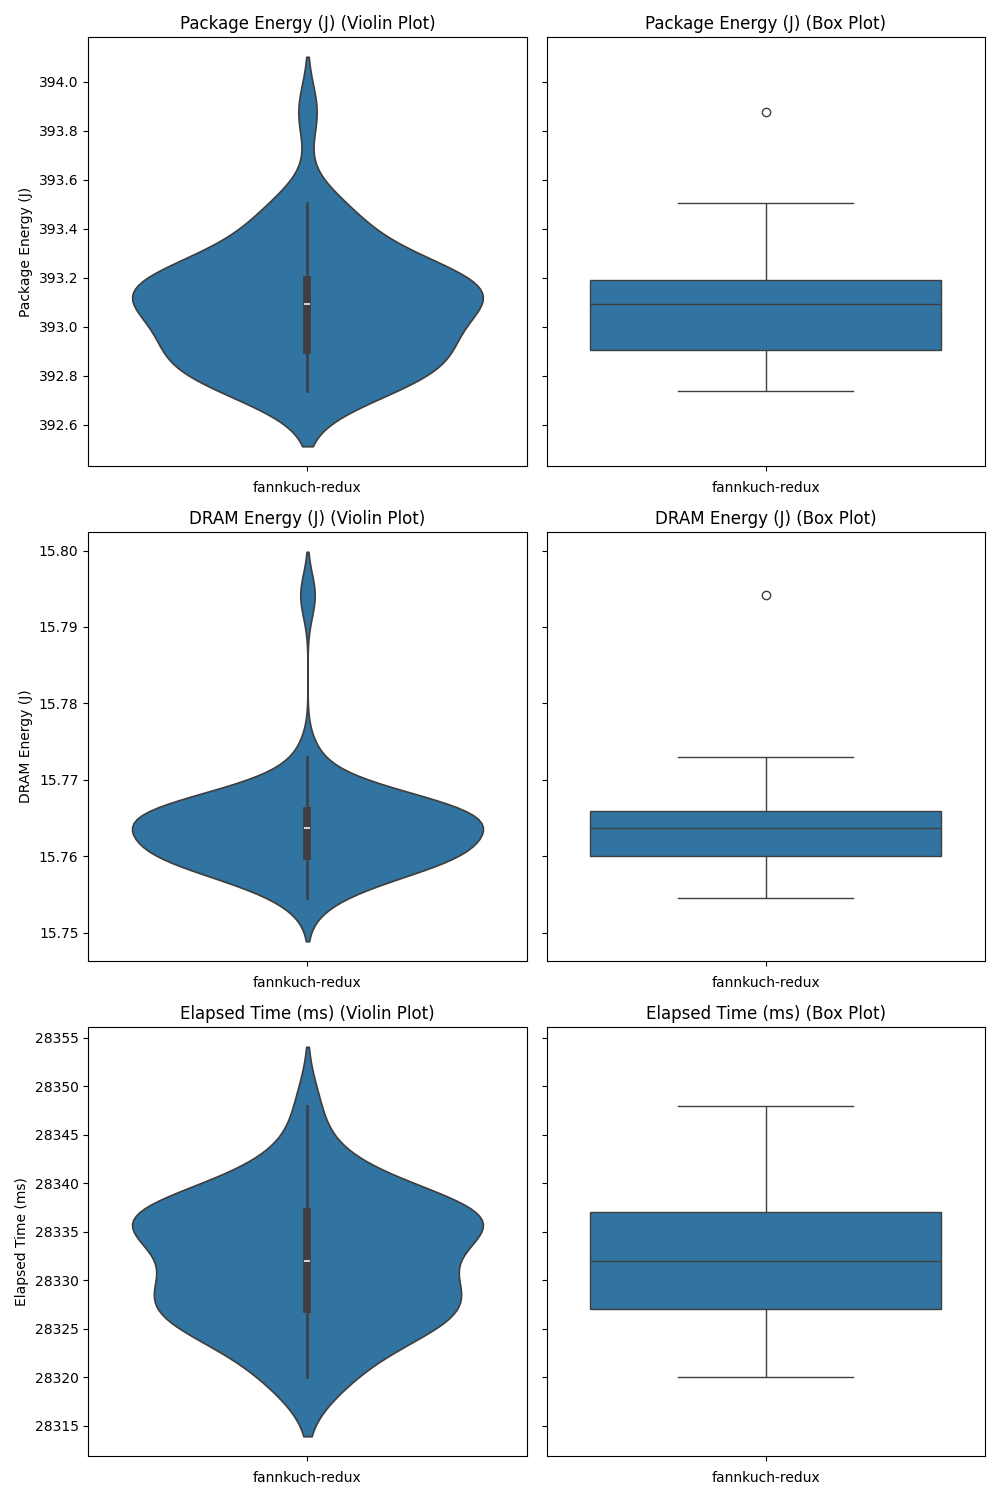 Package Energy (J) (Violin Plot)
Package Energy (J) (Box Plot)
Package Energy (J)
394.0
393.8
393.6
393.4
393.2
393.0
392.8
392.6
fannkuch-redux
fannkuch-redux
DRAM Energy (J) (Violin Plot)
DRAM Energy (J) (Box Plot)
DRAM Energy (J)
15.80
15.79
15.78
15.77
15.76
15.75
fannkuch-redux
fannkuch-redux
Elapsed Time (ms) (Violin Plot)
Elapsed Time (ms) (Box Plot)
Elapsed Time (ms)
28355
28350
28345
28340
28335
28330
28325
28320
28315
fannkuch-redux
fannkuch-redux